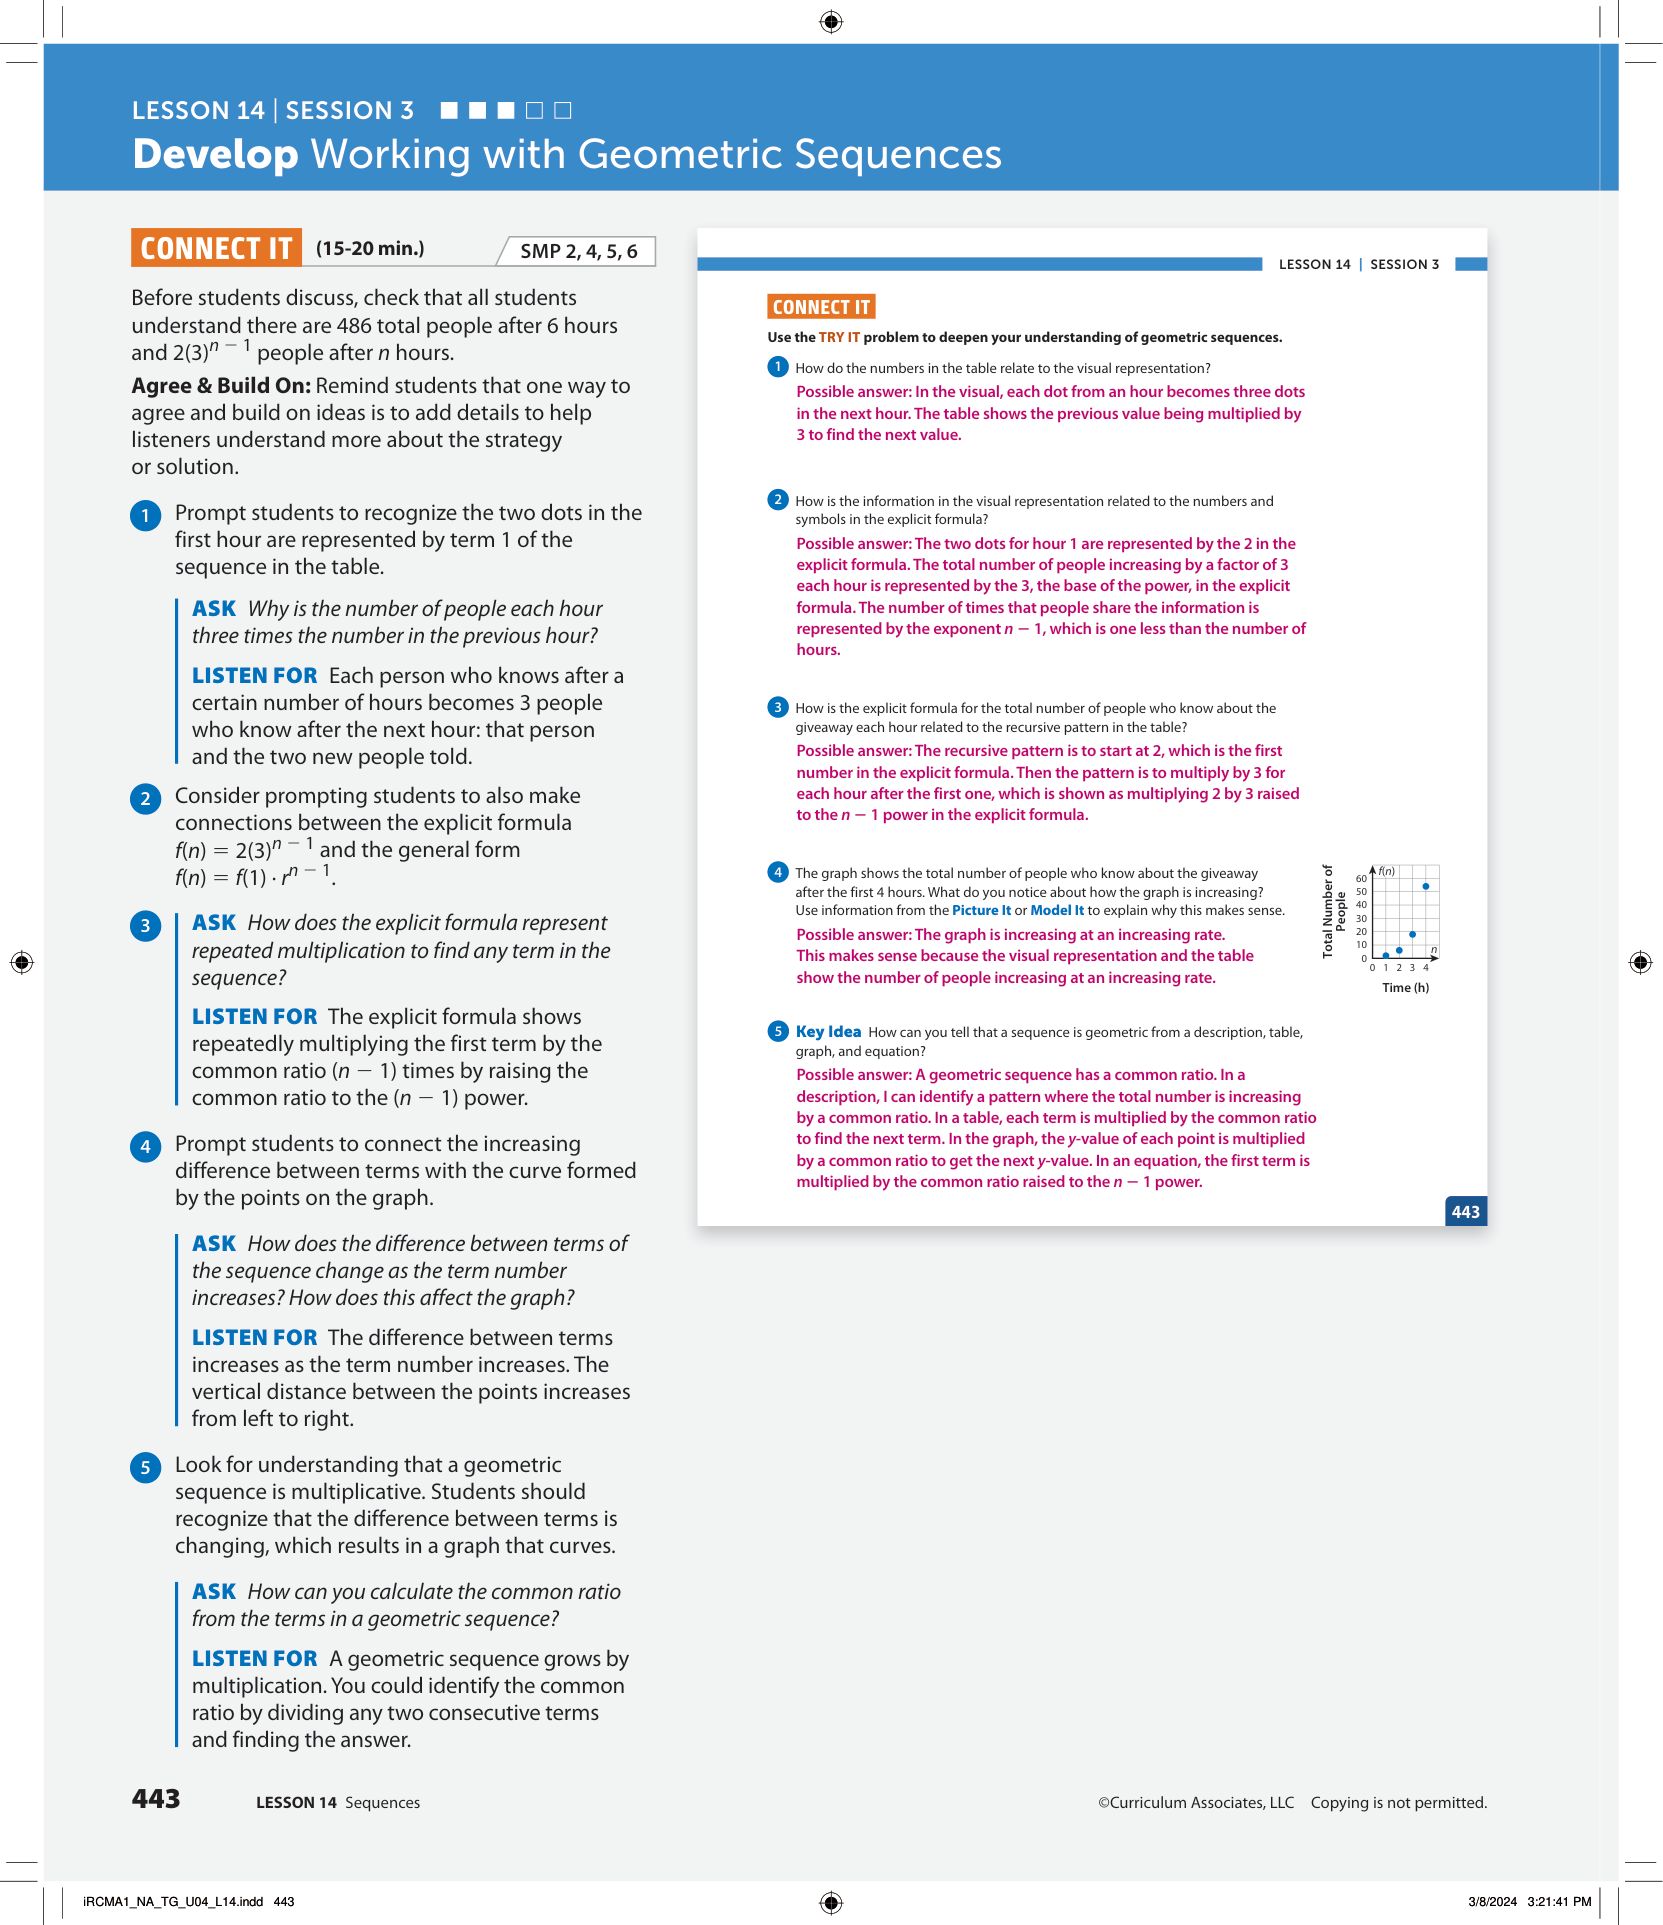 LESSON 14 | SESSION 3
Develop Working with Geometric Sequences
CONNECT IT (15-20 min.) SMP 2, 4, 5, 6
Before students discuss, check that all students
understand there are 486 total people after 6 hours
and 2(3)^n − 1 people after n hours.
Agree & Build On: Remind students that one way to
agree and build on ideas is to add details to help
listeners understand more about the strategy
or solution.
1 Prompt students to recognize the two dots in the
first hour are represented by term 1 of the
sequence in the table.
ASK Why is the number of people each hour
three times the number in the previous hour?
LISTEN FOR Each person who knows after a
certain number of hours becomes 3 people
who know after the next hour: that person
and the two new people told.
2 Consider prompting students to also make
connections between the explicit formula
f(n) = 2(3)^n − 1 and the general form
f(n) = f(1) · r^n − 1.
3 ASK How does the explicit formula represent
repeated multiplication to find any term in the
sequence?
LISTEN FOR The explicit formula shows
repeatedly multiplying the first term by the
common ratio (n − 1) times by raising the
common ratio to the (n − 1) power.
4 Prompt students to connect the increasing
difference between terms with the curve formed
by the points on the graph.
ASK How does the difference between terms of
the sequence change as the term number
increases? How does this affect the graph?
LISTEN FOR The difference between terms
increases as the term number increases. The
vertical distance between the points increases
from left to right.
5 Look for understanding that a geometric
sequence is multiplicative. Students should
recognize that the difference between terms is
changing, which results in a graph that curves.
ASK How can you calculate the common ratio
from the terms in a geometric sequence?
LISTEN FOR A geometric sequence grows by
multiplication. You could identify the common
ratio by dividing any two consecutive terms
and finding the answer.
LESSON 14 | SESSION 3
CONNECT IT
Use the TRY IT problem to deepen your understanding of geometric sequences.
1 How do the numbers in the table relate to the visual representation?
Possible answer: In the visual, each dot from an hour becomes three dots
in the next hour. The table shows the previous value being multiplied by
3 to find the next value.
2 How is the information in the visual representation related to the numbers and
symbols in the explicit formula?
Possible answer: The two dots for hour 1 are represented by the 2 in the
explicit formula. The total number of people increasing by a factor of 3
each hour is represented by the 3, the base of the power, in the explicit
formula. The number of times that people share the information is
represented by the exponent n − 1, which is one less than the number of
hours.
3 How is the explicit formula for the total number of people who know about the
giveaway each hour related to the recursive pattern in the table?
Possible answer: The recursive pattern is to start at 2, which is the first
number in the explicit formula. Then the pattern is to multiply by 3 for
each hour after the first one, which is shown as multiplying 2 by 3 raised
to the n − 1 power in the explicit formula.
4 The graph shows the total number of people who know about the giveaway
after the first 4 hours. What do you notice about how the graph is increasing?
Use information from the Picture It or Model It to explain why this makes sense.
Possible answer: The graph is increasing at an increasing rate.
This makes sense because the visual representation and the table
show the number of people increasing at an increasing rate.
Total Number of
People
f(n)
60
50
40
30
20
10
0
n
0 1 2 3 4
Time (h)
5 Key Idea How can you tell that a sequence is geometric from a description, table,
graph, and equation?
Possible answer: A geometric sequence has a common ratio. In a
description, I can identify a pattern where the total number is increasing
by a common ratio. In a table, each term is multiplied by the common ratio
to find the next term. In the graph, the y-value of each point is multiplied
by a common ratio to get the next y-value. In an equation, the first term is
multiplied by the common ratio raised to the n − 1 power.
443
443 LESSON 14 Sequences
©Curriculum Associates, LLC Copying is not permitted.
iRCMA1_NA_TG_U04_L14.indd 443
3/8/2024 3:21:41 PM